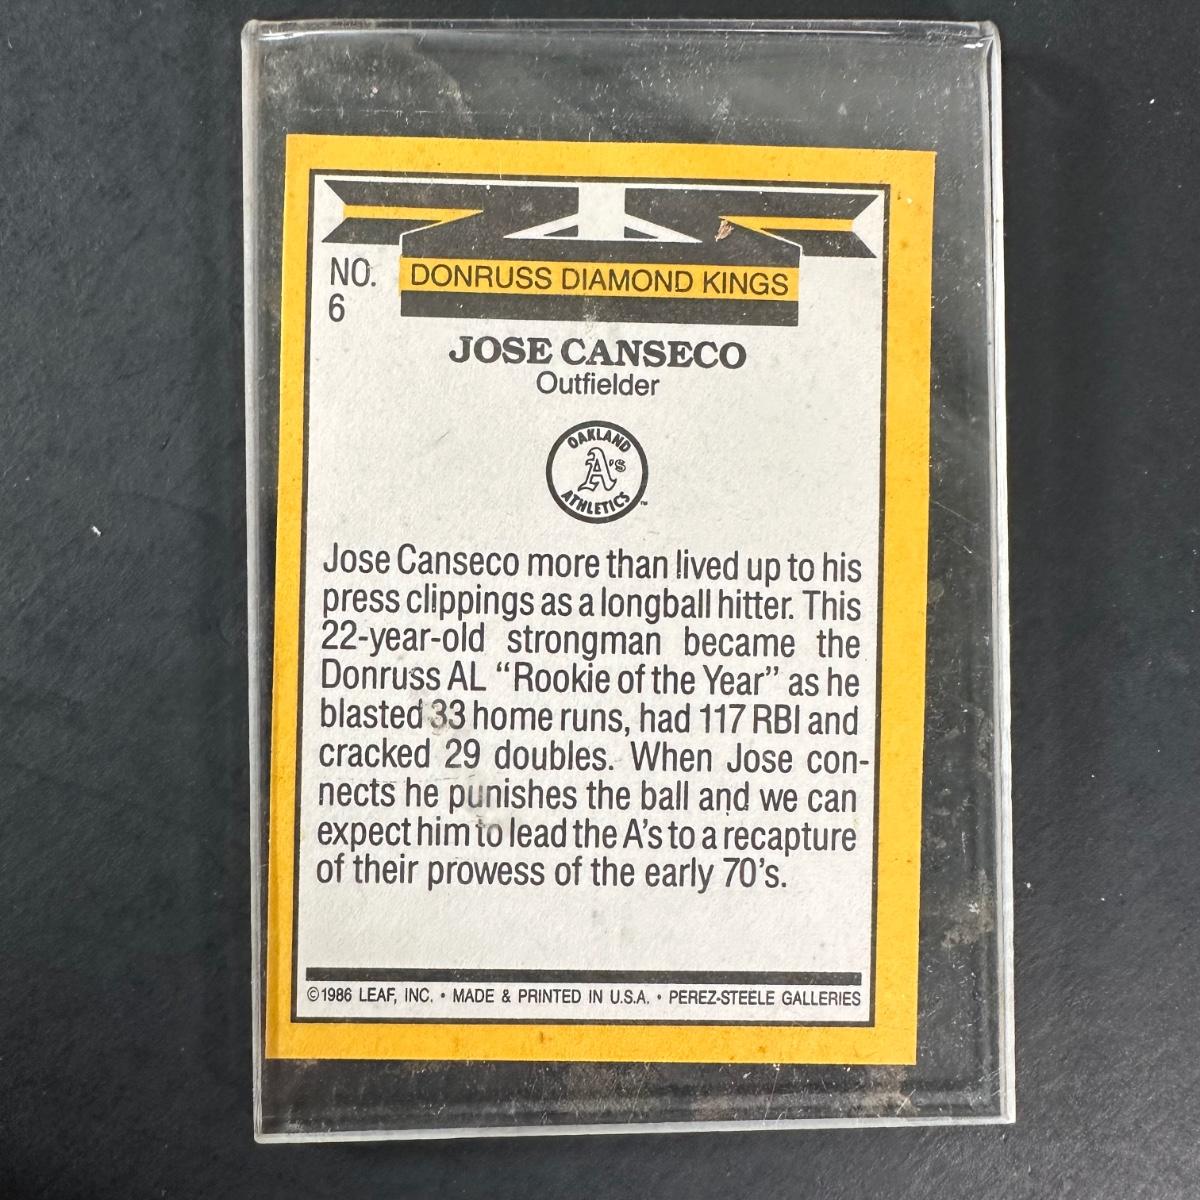 NO.
6
DONRUSS DIAMOND KINGS
JOSE CANSECO
Outfielder
OAKLAND
A's
ATHLETICS
™
Jose Canseco more than lived up to his
press clippings as a longball hitter. This
22-year-old strongman became the
Donruss AL “Rookie of the Year” as he
blasted 33 home runs, had 117 RBI and
cracked 29 doubles. When Jose con-
nects he punishes the ball and we can
expect him to lead the A's to a recapture
of their prowess of the early 70's.
©1986 LEAF, INC. • MADE & PRINTED IN U.S.A. • PEREZ-STEELE GALLERIES